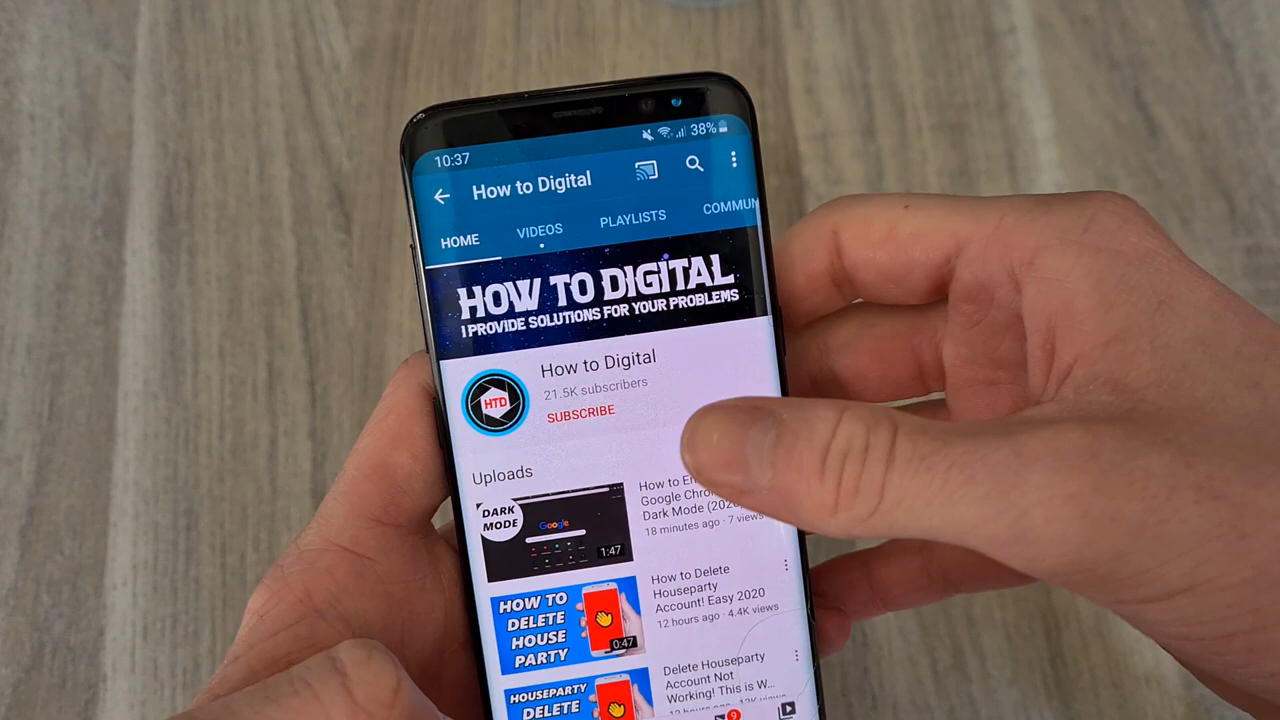 10:37
38%
How to Digital
HOME
VIDEOS
PLAYLISTS
COMMUN
HOW TO DIGITAL
I PROVIDE SOLUTIONS FOR YOUR PROBLEMS
HTD
How to Digital
21.5K subscribers
SUBSCRIBE
Uploads
DARK
MODE
Google
1:47
How to En
Google Chro
Dark Mode (202
18 minutes ago · 7 views
HOW TO
DELETE
HOUSE
PARTY
0:47
How to Delete
Houseparty
Account! Easy 2020
12 hours ago · 4.4K views
HOUSEPARTY
DELETE
Delete Houseparty
Account Not
Working! This is W...
9